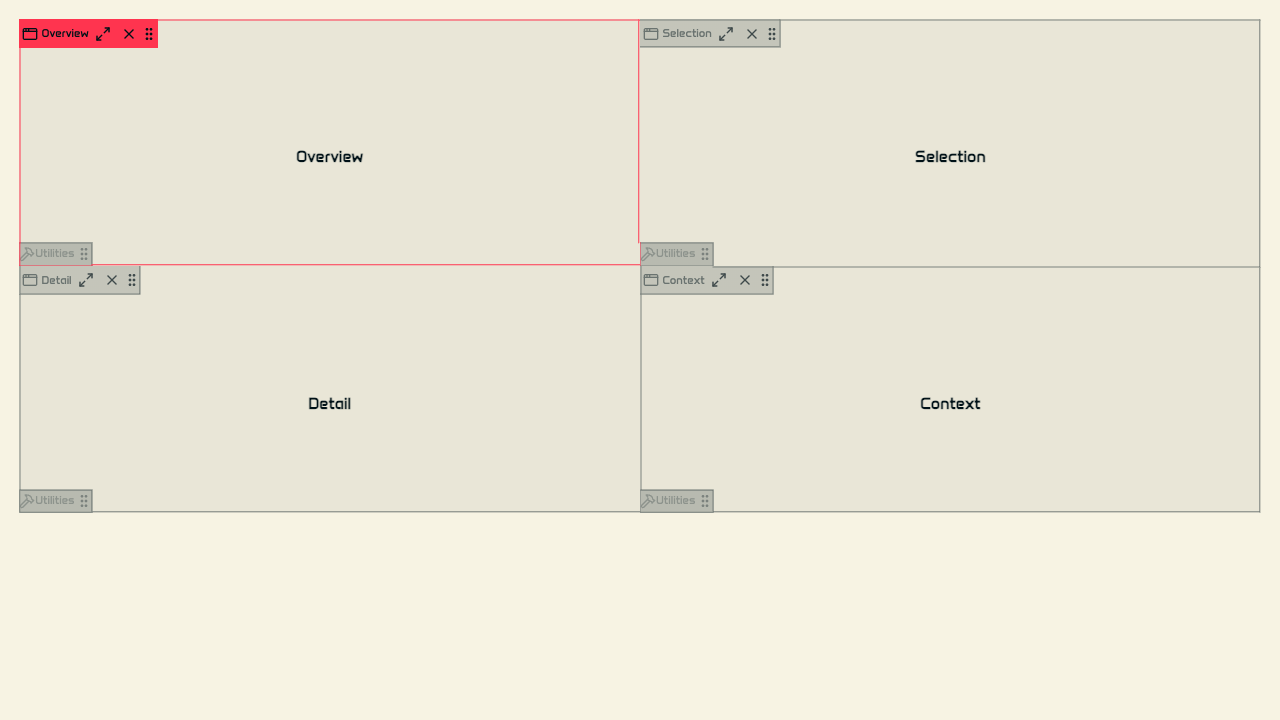 Overview
Selection
Overview
Selection
Utilities
Utilities
Detail
Context
Detail
Context
Utilities
Utilities